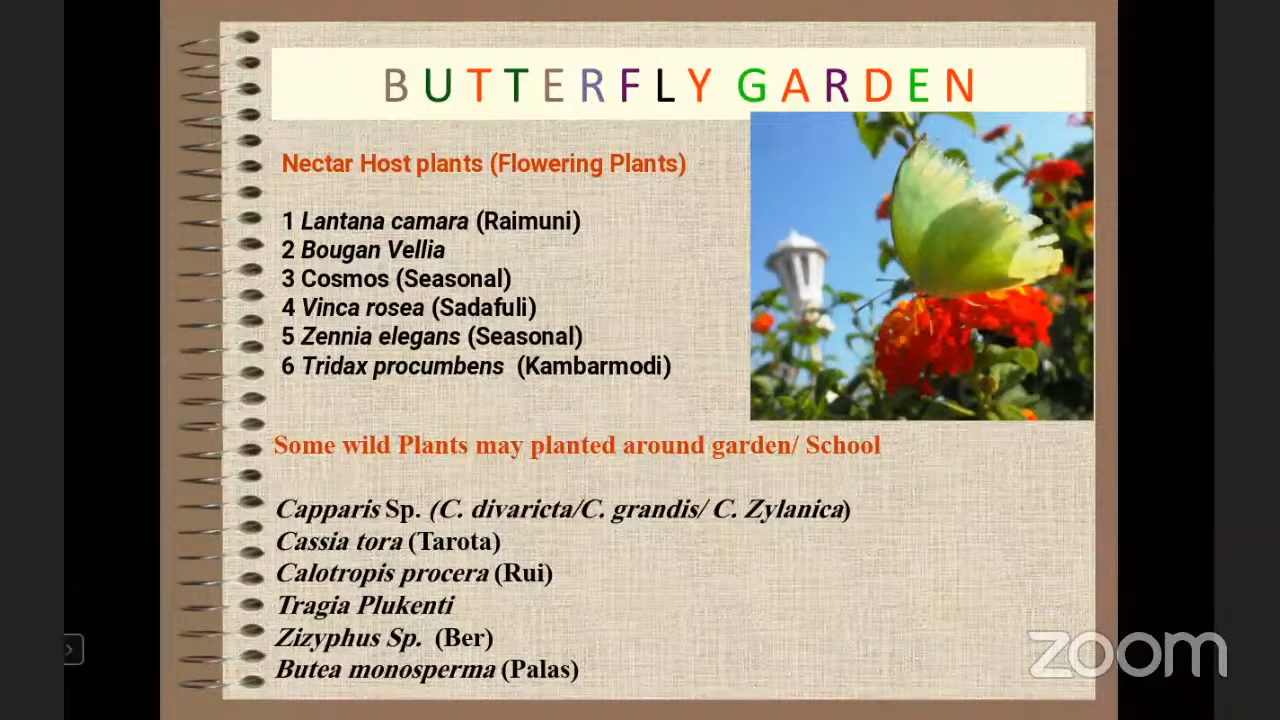 BUTTERFLY GARDEN
Nectar Host plants (Flowering Plants)
1 Lantana camara (Raimuni)
2 Bougan Vellia
3 Cosmos (Seasonal)
4 Vinca rosea (Sadafuli)
5 Zennia elegans (Seasonal)
6 Tridax procumbens (Kambarmodi)
Some wild Plants may planted around garden/ School
Capparis Sp. (C. divaricta/C. grandis/ C. Zylanica)
Cassia tora (Tarota)
Calotropis procera (Rui)
Tragia Plukenti
Zizyphus Sp. (Ber)
Butea monosperma (Palas)
zoom